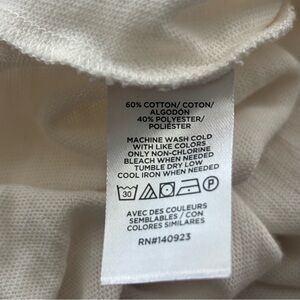 60% COTTON/ COTON/
ALGODÓN
40% POLYESTER/
POLIÉSTER
MACHINE WASH COLD
WITH LIKE COLORS
ONLY NON-CHLORINE
BLEACH WHEN NEEDED
TUMBLE DRY LOW
COOL IRON WHEN NEEDED
30 P
AVEC DES COULEURS
SEMBLABLES / CON
COLORES SIMILARES
RN#140923